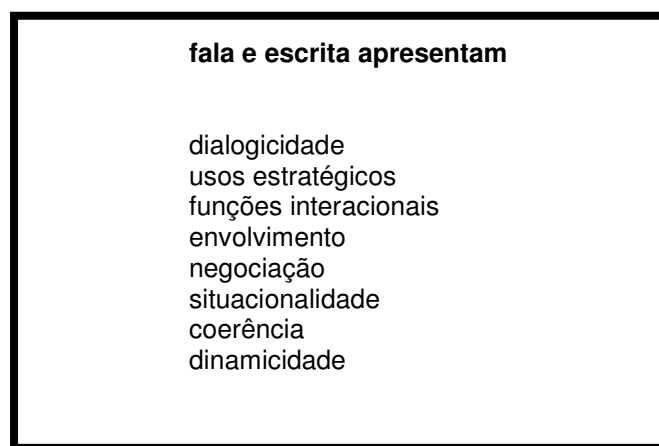 fala e escrita apresentam
dialogicidade
usos estratégicos
funções interacionais
envolvimento
negociação
situacionalidade
coerência
dinamicidade